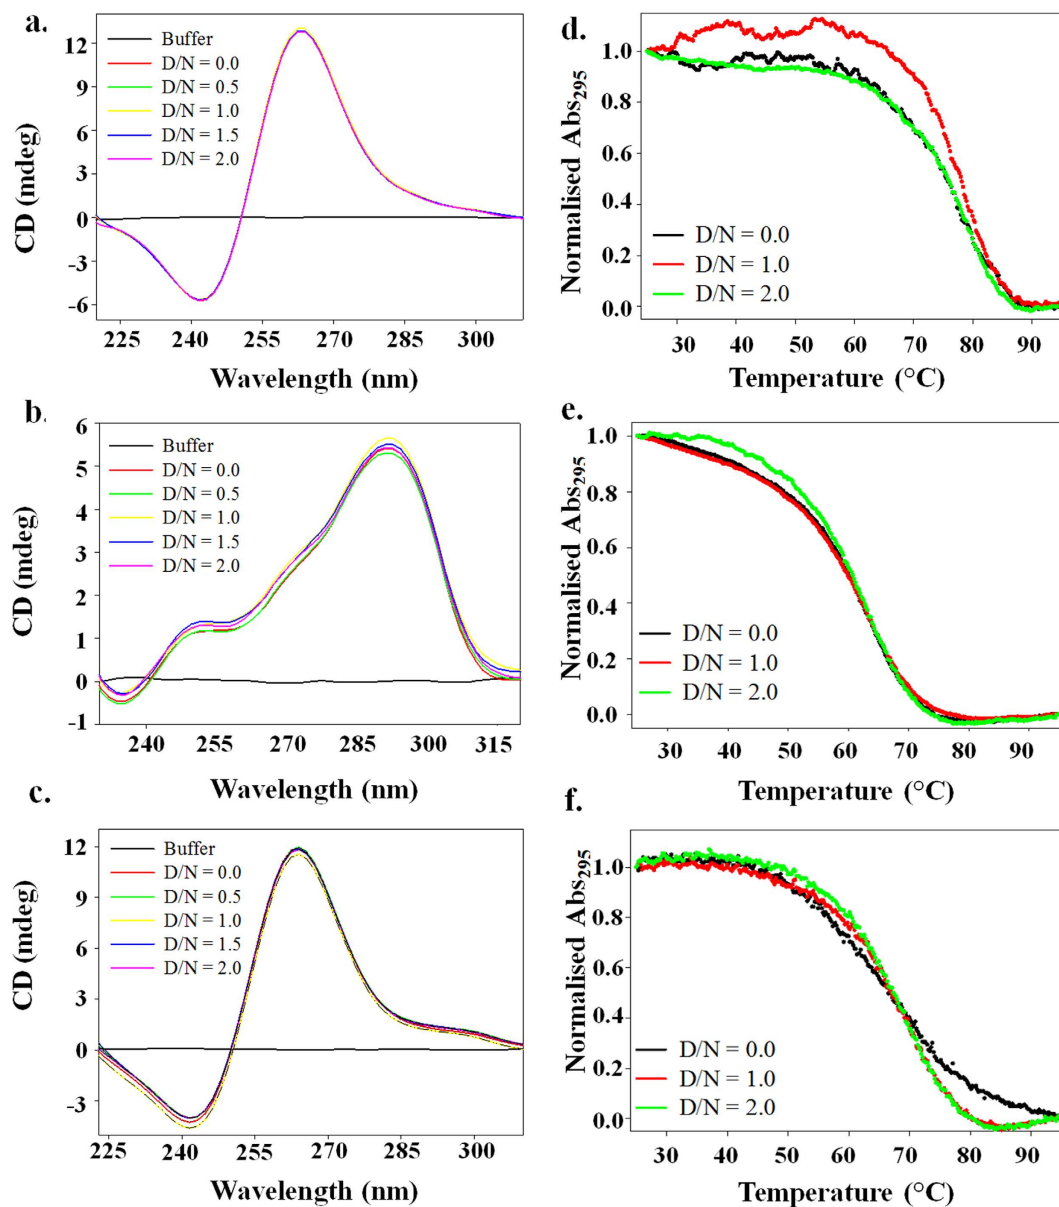 a.
CD (mdeg)
12
9
6
3
0
-3
-6
Buffer
D/N = 0.0
D/N = 0.5
D/N = 1.0
D/N = 1.5
D/N = 2.0
225 240 255 270 285 300
Wavelength (nm)
d.
Normalised Abs295
1.0
0.8
0.6
0.4
0.2
0.0
D/N = 0.0
D/N = 1.0
D/N = 2.0
30 40 50 60 70 80 90
Temperature (°C)
b.
CD (mdeg)
6
5
4
3
2
1
0
-1
Buffer
D/N = 0.0
D/N = 0.5
D/N = 1.0
D/N = 1.5
D/N = 2.0
240 255 270 285 300 315
Wavelength (nm)
e.
Normalised Abs295
1.0
0.8
0.6
0.4
0.2
0.0
D/N = 0.0
D/N = 1.0
D/N = 2.0
30 40 50 60 70 80 90
Temperature (°C)
c.
CD (mdeg)
12
9
6
3
0
-3
Buffer
D/N = 0.0
D/N = 0.5
D/N = 1.0
D/N = 1.5
D/N = 2.0
225 240 255 270 285 300
Wavelength (nm)
f.
Normalised Abs295
1.0
0.8
0.6
0.4
0.2
0.0
D/N = 0.0
D/N = 1.0
D/N = 2.0
30 40 50 60 70 80 90
Temperature (°C)